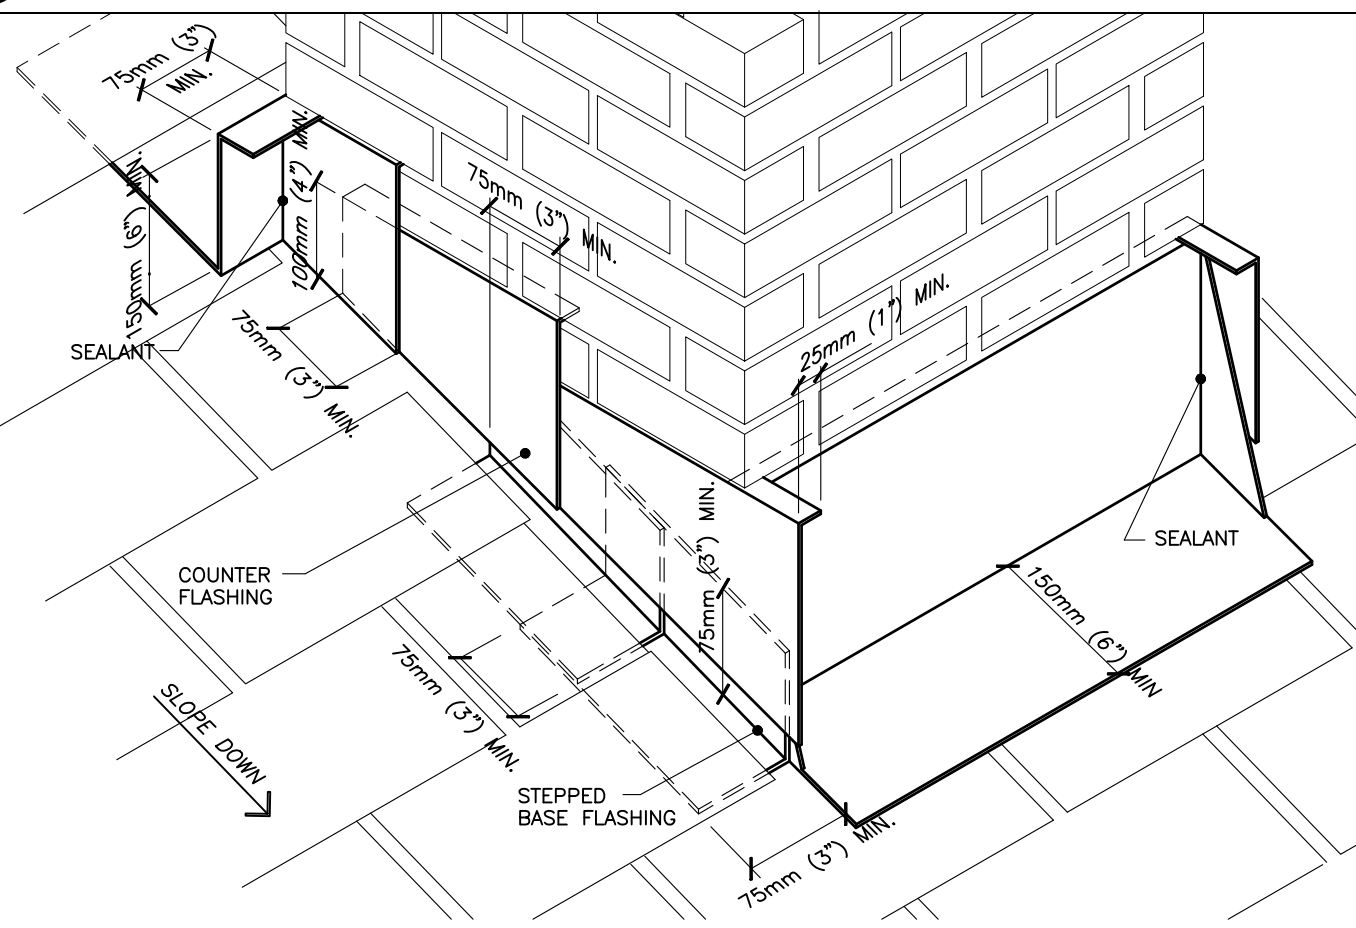 75mm (3")
MIN.
150mm (6") MIN.
100mm (4") MIN.
75mm (3") MIN.
75mm (3") MIN.
25mm (1") MIN.
SEALANT
SEALANT
COUNTER
FLASHING
75mm (3") MIN.
150mm (6") MIN
75mm (3") MIN.
SLOPE DOWN
STEPPED
BASE FLASHING
75mm (3") MIN.